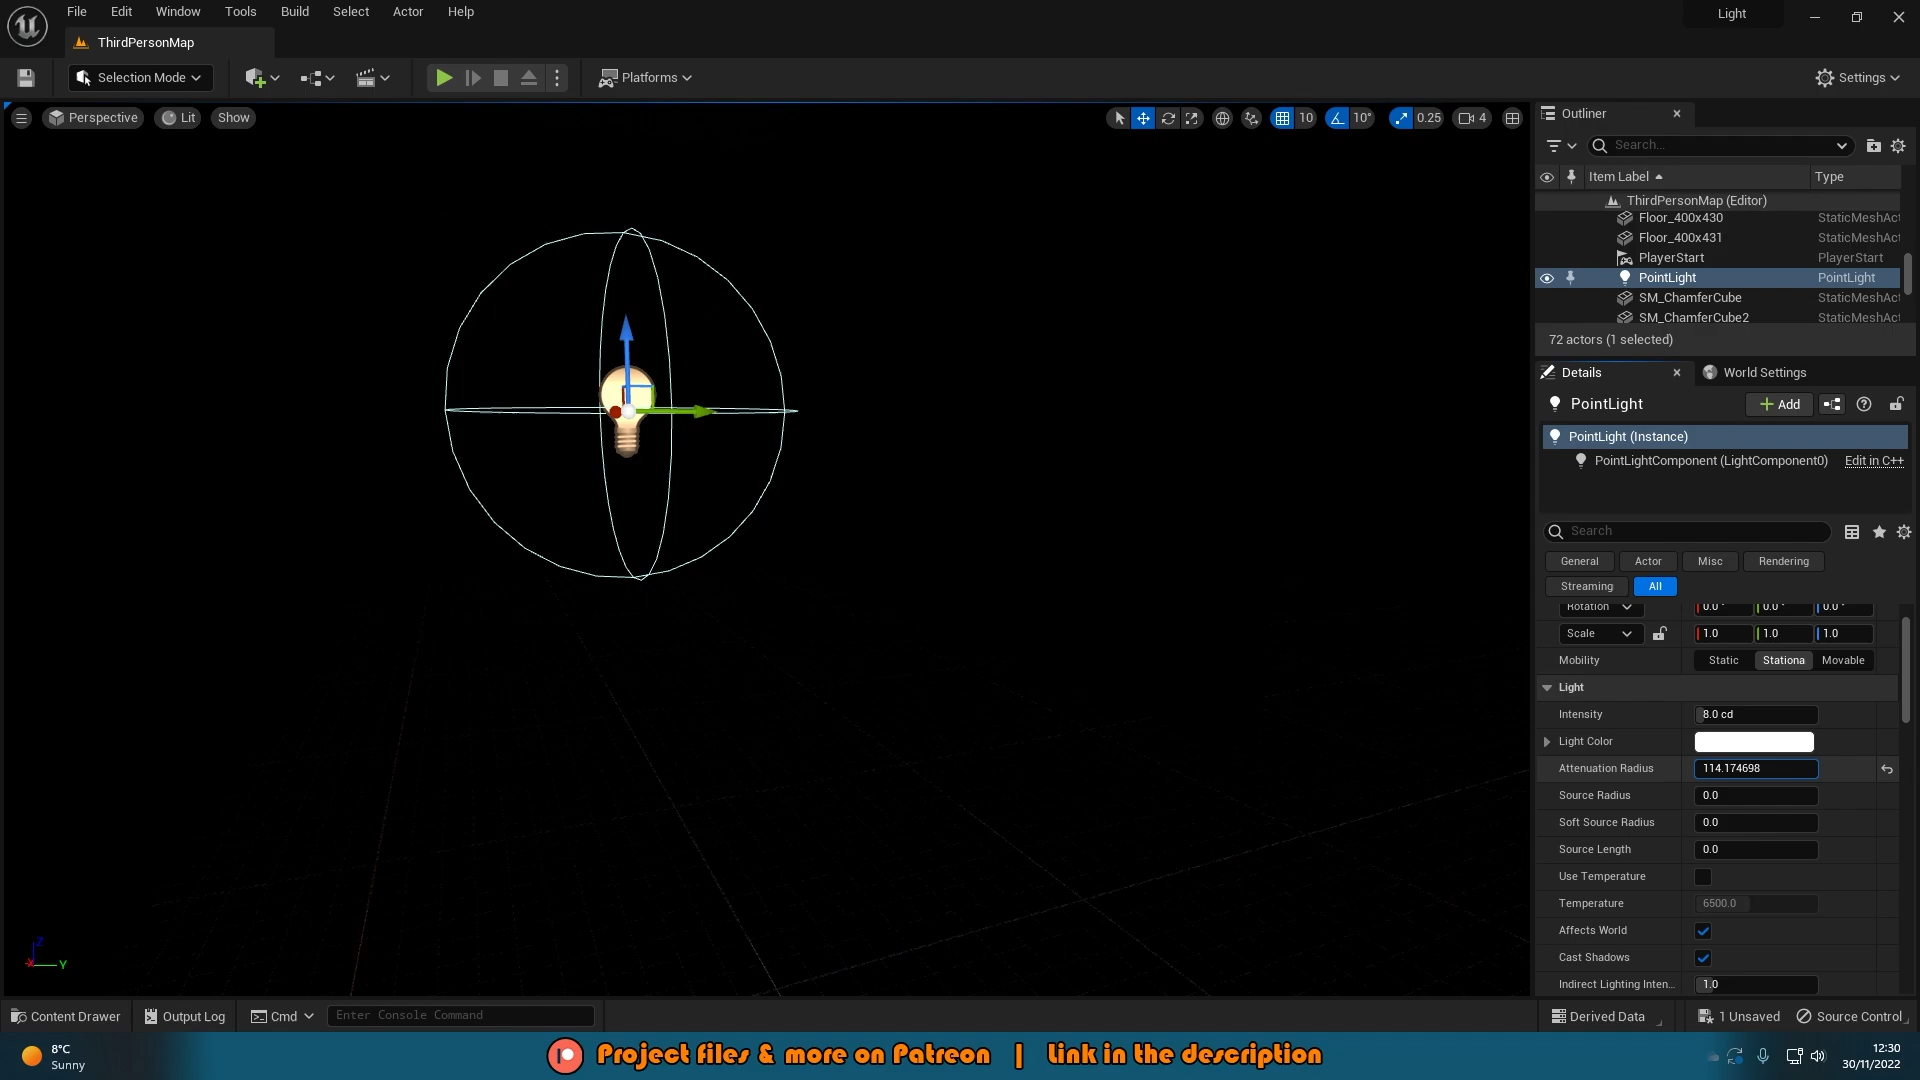 File Edit Window Tools Build Select Actor Help
Light
ThirdPersonMap
Selection Mode
Platforms
Settings
Perspective
Lit
Show
10
10°
0.25
4
Outliner
Search...
Item Label
Type
ThirdPersonMap (Editor)
Floor_400x430 StaticMeshAct
Floor_400x431 StaticMeshAct
PlayerStart PlayerStart
PointLight PointLight
SM_ChamferCube StaticMeshAct
SM_ChamferCube2 StaticMeshAct
72 actors (1 selected)
Details
World Settings
PointLight
Add
PointLight (Instance)
PointLightComponent (LightComponent0) Edit in C++
Search
General Actor Misc Rendering
Streaming All
Rotation 0.0° 0.0° 0.0°
Scale 1.0 1.0 1.0
Mobility Static Stationa Movable
Light
Intensity 8.0 cd
Light Color
Attenuation Radius 114.174698
Source Radius 0.0
Soft Source Radius 0.0
Source Length 0.0
Use Temperature
Temperature 6500.0
Affects World
Cast Shadows
Indirect Lighting Inten... 1.0
Z
X
Y
Content Drawer
Output Log
Cmd
Enter Console Command
Derived Data
1 Unsaved
Source Control
8°C
Sunny
Project files & more on Patreon | Link in the description
12:30
30/11/2022